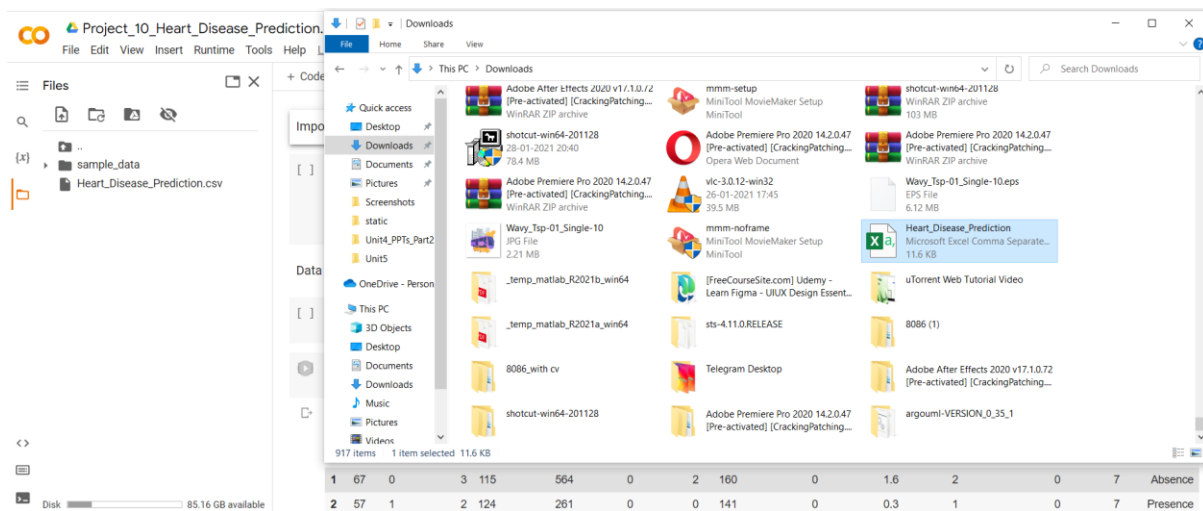 Project_10_Heart_Disease_Prediction.
File Edit View Insert Runtime Tools Help
Files
..
sample_data
Heart_Disease_Prediction.csv
{x}
<>
Disk 85.16 GB available
+ Code
Impo
[ ]
Data
[ ]
Downloads
File Home Share View
This PC > Downloads
Search Downloads
Quick access
Desktop
Downloads
Documents
Pictures
Screenshots
static
Unit4_PPTs_Part2
Unit5
OneDrive - Person
This PC
3D Objects
Desktop
Documents
Downloads
Music
Pictures
Videos
Adobe After Effects 2020 v17.1.0.72
[Pre-activated] [CrackingPatching....
WinRAR ZIP archive
mmm-setup
MiniTool MovieMaker Setup
MiniTool
shotcut-win64-201128
WinRAR ZIP archive
103 MB
shotcut-win64-201128
28-01-2021 20:40
78.4 MB
Adobe Premiere Pro 2020 14.2.0.47
[Pre-activated] [CrackingPatching....
Opera Web Document
Adobe Premiere Pro 2020 14.2.0.47
[Pre-activated] [CrackingPatching....
WinRAR ZIP archive
Adobe Premiere Pro 2020 14.2.0.47
[Pre-activated] [CrackingPatching....
WinRAR ZIP archive
vlc-3.0.12-win32
26-01-2021 17:45
39.5 MB
Wavy_Tsp-01_Single-10.eps
EPS File
6.12 MB
Wavy_Tsp-01_Single-10
JPG File
2.21 MB
mmm-noframe
MiniTool MovieMaker Setup
MiniTool
Heart_Disease_Prediction
Microsoft Excel Comma Separate...
11.6 KB
_temp_matlab_R2021b_win64
[FreeCourseSite.com] Udemy -
Learn Figma - UIUX Design Essent...
uTorrent Web Tutorial Video
_temp_matlab_R2021a_win64
sts-4.11.0.RELEASE
8086 (1)
8086_with cv
Telegram Desktop
Adobe After Effects 2020 v17.1.0.72
[Pre-activated] [CrackingPatching....
shotcut-win64-201128
Adobe Premiere Pro 2020 14.2.0.47
[Pre-activated] [CrackingPatching....
argouml-VERSION_0_35_1
917 items 1 item selected 11.6 KB
1 67 0 3 115 564 0 2 160 0 1.6 2 0 7 Absence
2 57 1 2 124 261 0 0 141 0 0.3 1 0 7 Presence